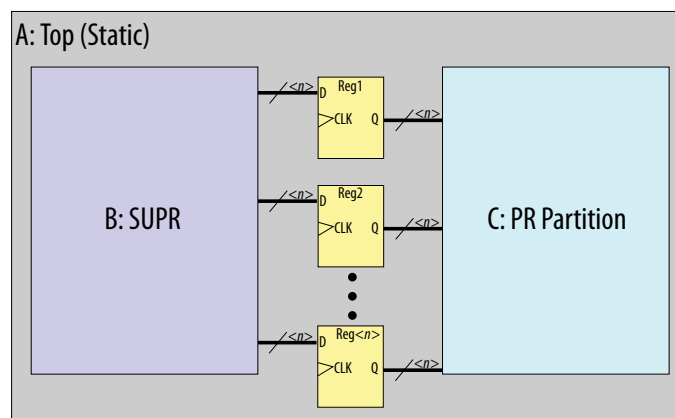 A: Top (Static)
<n> Reg1 D <n>
CLK Q
B: SUPR
<n> Reg2 D <n>
CLK Q
C: PR Partition
<n> Reg<n> D <n>
CLK Q